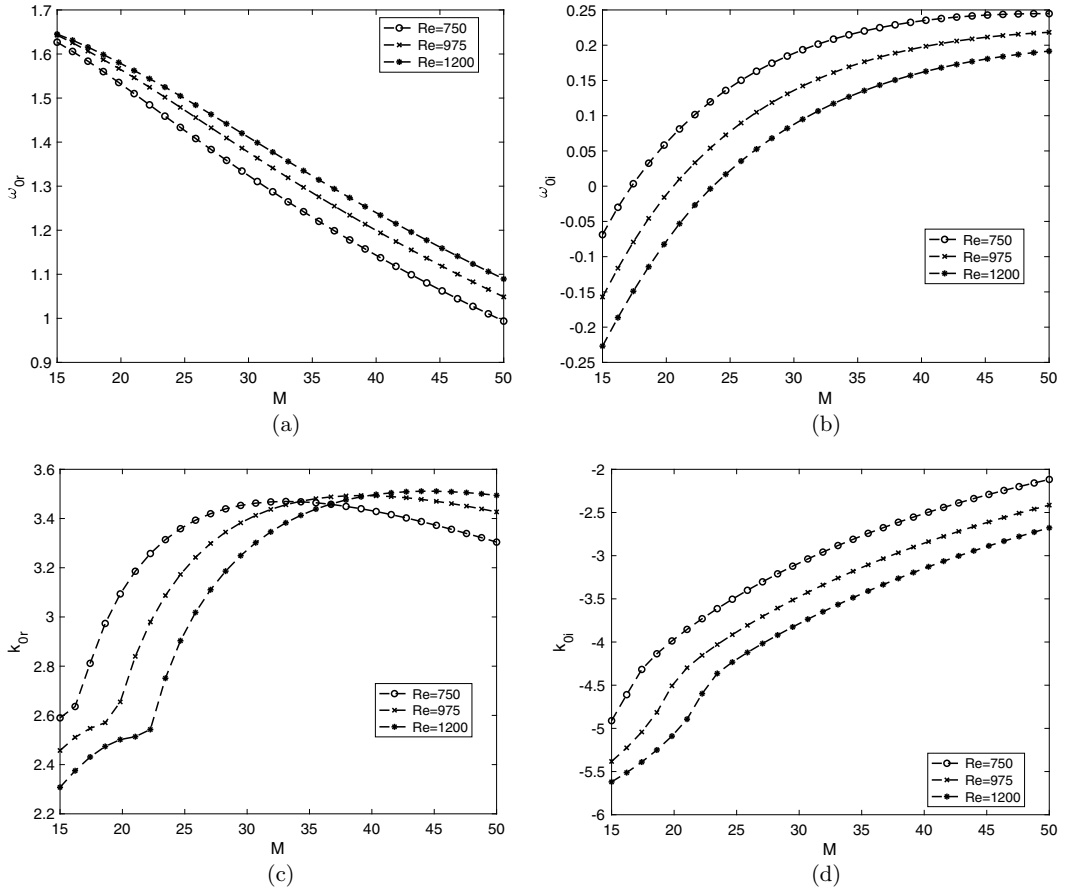 1.7
1.6
1.5
1.4
1.3
1.2
1.1
1
0.9
ω0r
15 20 25 30 35 40 45 50
M
Re=750
Re=975
Re=1200
(a)
0.25
0.2
0.15
0.1
0.05
0
-0.05
-0.1
-0.15
-0.2
-0.25
ω0i
15 20 25 30 35 40 45 50
M
Re=750
Re=975
Re=1200
(b)
3.6
3.4
3.2
3
2.8
2.6
2.4
2.2
k0r
15 20 25 30 35 40 45 50
M
Re=750
Re=975
Re=1200
(c)
-2
-2.5
-3
-3.5
-4
-4.5
-5
-5.5
-6
k0i
15 20 25 30 35 40 45 50
M
Re=750
Re=975
Re=1200
(d)